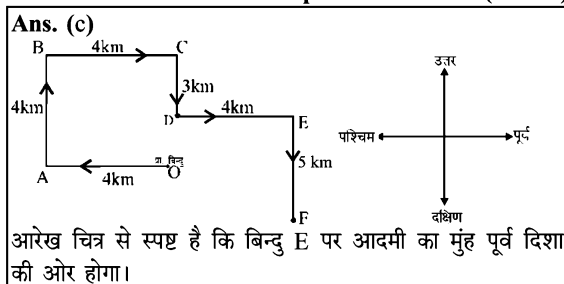 Ans. (c)
B 4km C
उत्तर
3km
4km
D 4km E
पश्चिम पूर्व
प्रा. बिन्दु
A 4km O
5 km
F
दक्षिण
आरेख चित्र से स्पष्ट है कि बिन्दु E पर आदमी का मुंह पूर्व दिशा
की ओर होगा।